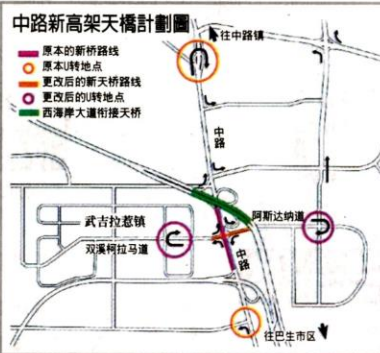 中路新高架天橋計劃圖
往中路镇
原本的新桥路线
原本U转地点
更改后的新天桥路线
更改后的U转地点
西海岸大道衔接天桥
中路
武吉拉惹镇
阿斯达纳道
双溪柯拉马道
中路
往巴生市区